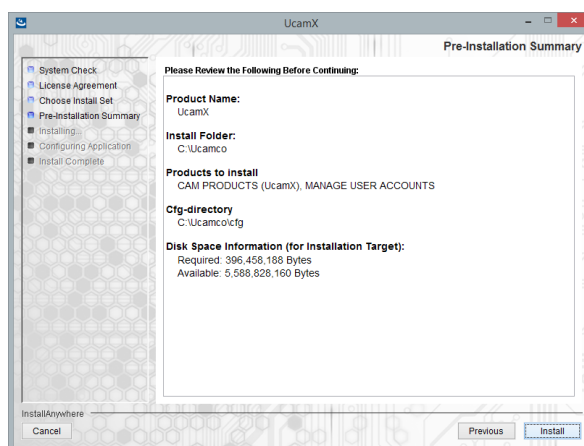 UcamX
Pre-Installation Summary
System Check
License Agreement
Choose Install Set
Pre-Installation Summary
Installing...
Configuring Application
Install Complete
Please Review the Following Before Continuing:
Product Name:
UcamX
Install Folder:
C:\Ucamco
Products to install
CAM PRODUCTS (UcamX), MANAGE USER ACCOUNTS
Cfg-directory
C:\Ucamco\cfg
Disk Space Information (for Installation Target):
Required: 396,458,188 Bytes
Available: 5,588,828,160 Bytes
InstallAnywhere
Cancel
Previous
Install